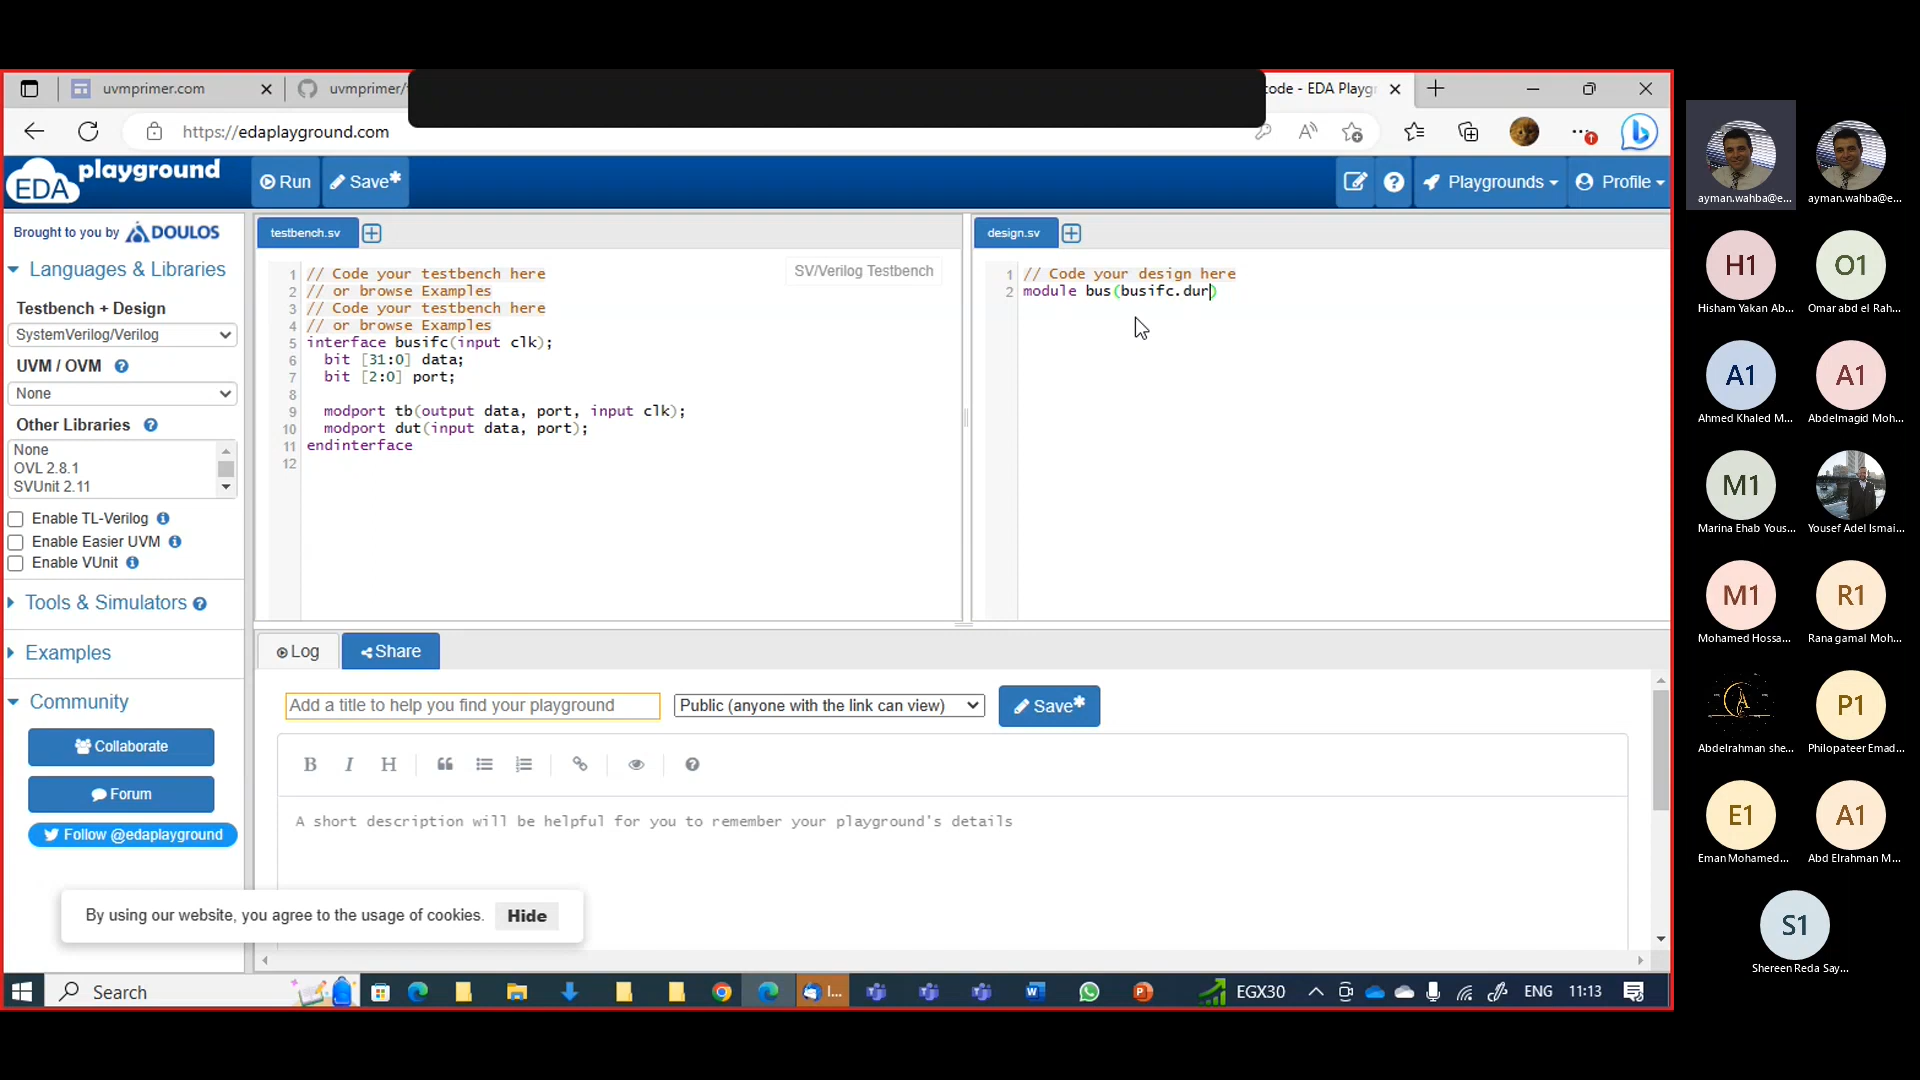 uvmprimer.com
uvmprimer/
code - EDA Playgr
https://edaplayground.com
EDA playground
Run
Save*
Playgrounds
Profile
Brought to you by DOULOS
Languages & Libraries
Testbench + Design
SystemVerilog/Verilog
UVM / OVM
None
Other Libraries
None
OVL 2.8.1
SVUnit 2.11
Enable TL-Verilog
Enable Easier UVM
Enable VUnit
Tools & Simulators
Examples
Community
Collaborate
Forum
Follow @edaplayground
testbench.sv
SV/Verilog Testbench
1 // Code your testbench here
2 // or browse Examples
3 // Code your testbench here
4 // or browse Examples
5 interface busifc(input clk);
6 bit [31:0] data;
7 bit [2:0] port;
8
9 modport tb(output data, port, input clk);
10 modport dut(input data, port);
11 endinterface
12
design.sv
1 // Code your design here
2 module bus(busifc.dur)
Log
Share
Add a title to help you find your playground
Public (anyone with the link can view)
Save*
B I H
A short description will be helpful for you to remember your playground's details
By using our website, you agree to the usage of cookies.
Hide
Search
I...
EGX30
ENG
11:13
ayman.wahba@e...
ayman.wahba@e...
H1
Hisham Yakan Ab...
O1
Omar abd el Rah...
A1
Ahmed Khaled M...
A1
Abdelmagid Moh...
M1
Marina Ehab Yous...
Yousef Adel Ismai...
M1
Mohamed Hossa...
R1
Rana gamal Moh...
Abdelrahman she...
P1
Philopateer Emad...
E1
Eman Mohamed...
A1
Abd Elrahman M...
S1
Shereen Reda Say...